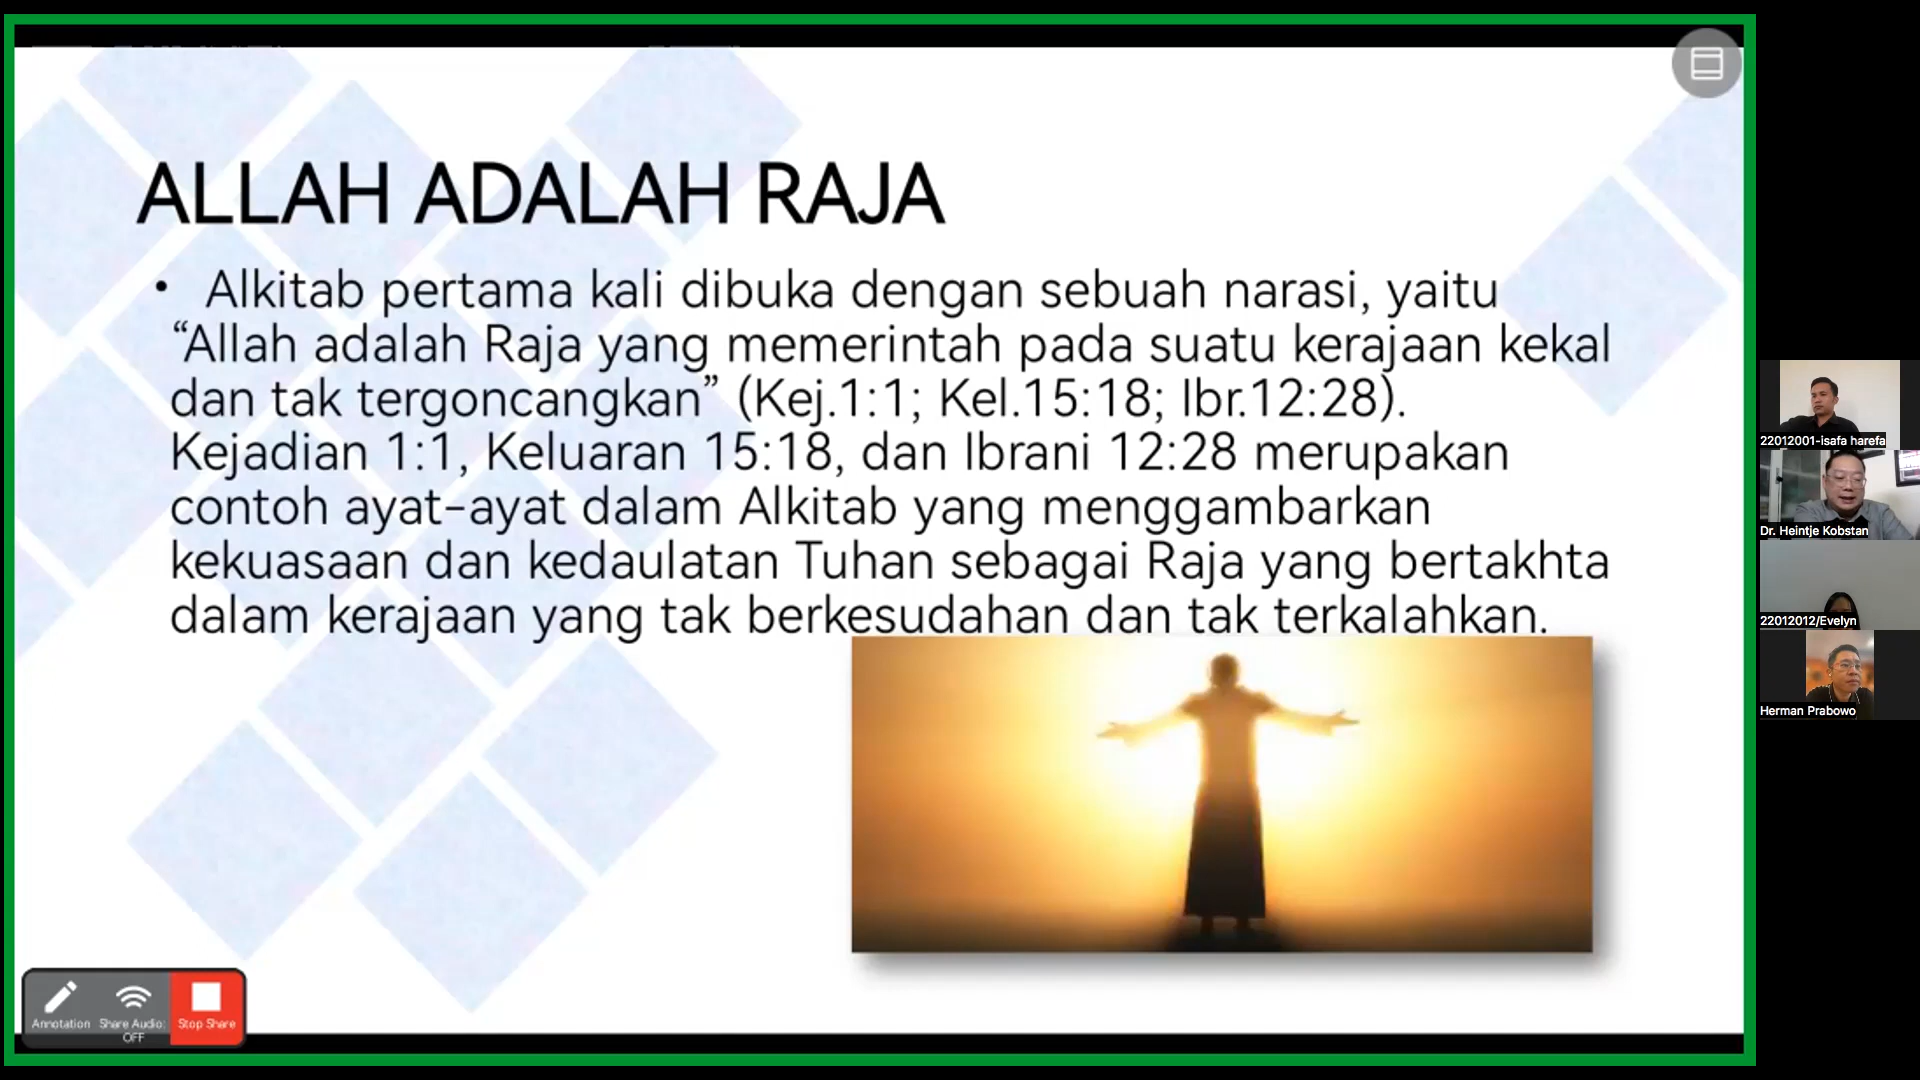 ALLAH ADALAH RAJA
• Alkitab pertama kali dibuka dengan sebuah narasi, yaitu
“Allah adalah Raja yang memerintah pada suatu kerajaan kekal
dan tak tergoncangkan” (Kej.1:1; Kel.15:18; Ibr.12:28).
Kejadian 1:1, Keluaran 15:18, dan Ibrani 12:28 merupakan
contoh ayat-ayat dalam Alkitab yang menggambarkan
kekuasaan dan kedaulatan Tuhan sebagai Raja yang bertakhta
dalam kerajaan yang tak berkesudahan dan tak terkalahkan.
22012001-isafa harefa
Dr. Heintje Kobstan
22012012/Evelyn
Herman Prabowo
Annotation
Share Audio:
OFF
Stop Share